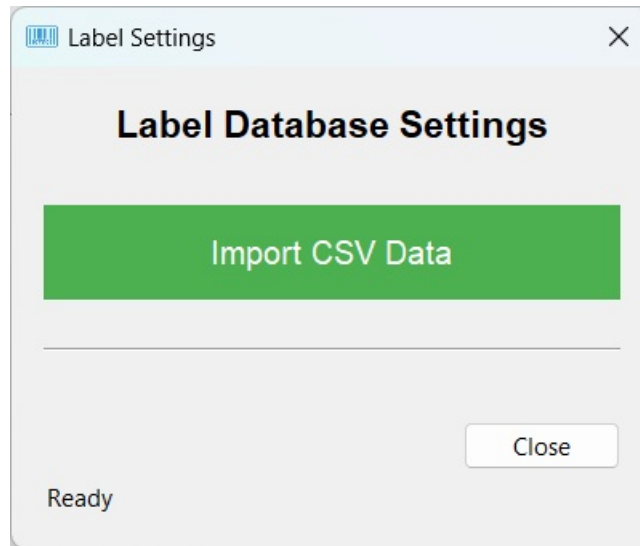 Label Settings
Label Database Settings
Import CSV Data
Close
Ready